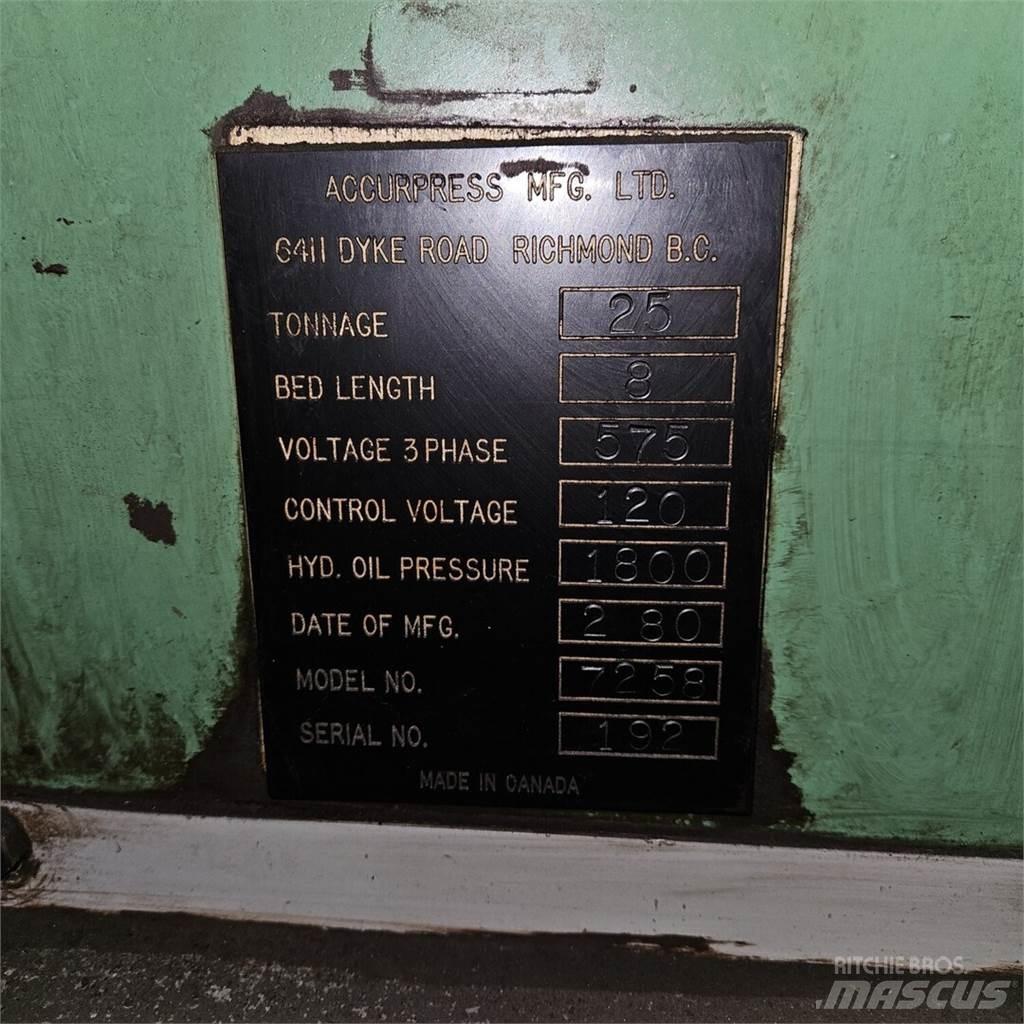 ACCURPRESS MFG. LTD.
6411 DYKE ROAD RICHMOND B.C.
TONNAGE 25
BED LENGTH 8
VOLTAGE 3 PHASE 575
CONTROL VOLTAGE 120
HYD. OIL PRESSURE 1800
DATE OF MFG. 2 80
MODEL NO. 7258
SERIAL NO. 192
MADE IN CANADA
RITCHIE BROS.
MASCUS